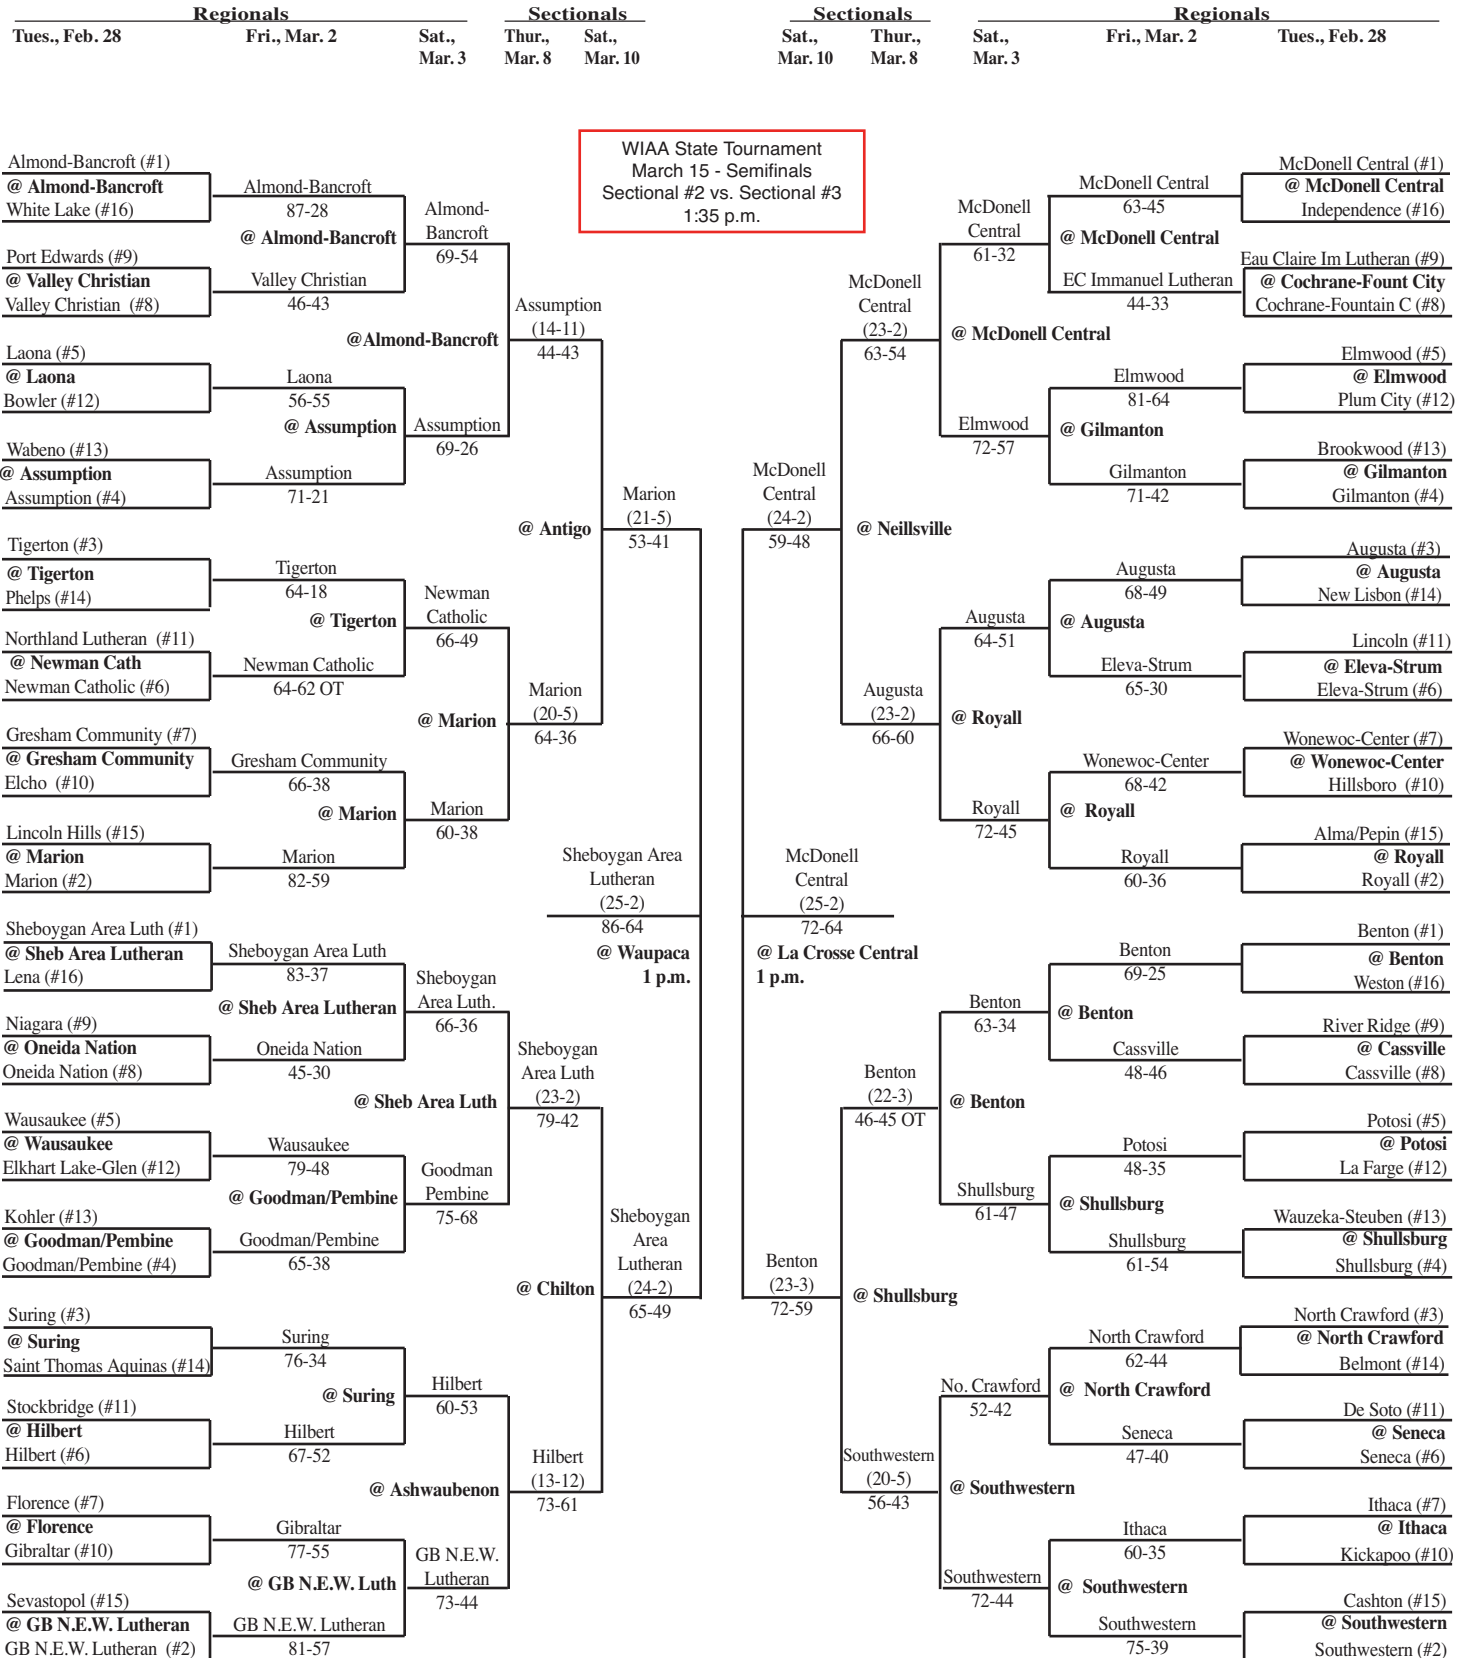 Regionals
Sectionals
Sectionals
Regionals
Tues., Feb. 28
Fri., Mar. 2
Sat.,
Mar. 3
Thur.,
Mar. 8
Sat.,
Mar. 10
Sat.,
Mar. 10
Thur.,
Mar. 8
Sat.,
Mar. 3
Fri., Mar. 2
Tues., Feb. 28
WIAA State Tournament
March 15 - Semifinals
Sectional #2 vs. Sectional #3
1:35 p.m.
Almond-Bancroft (#1)
@ Almond-Bancroft
White Lake (#16)
Port Edwards (#9)
@ Valley Christian
Valley Christian (#8)
Laona (#5)
@ Laona
Bowler (#12)
Wabeno (#13)
@ Assumption
Assumption (#4)
Tigerton (#3)
@ Tigerton
Phelps (#14)
Northland Lutheran (#11)
@ Newman Cath
Newman Catholic (#6)
Gresham Community (#7)
@ Gresham Community
Elcho (#10)
Lincoln Hills (#15)
@ Marion
Marion (#2)
Sheboygan Area Luth (#1)
@ Sheb Area Lutheran
Lena (#16)
Niagara (#9)
@ Oneida Nation
Oneida Nation (#8)
Wausaukee (#5)
@ Wausaukee
Elkhart Lake-Glen (#12)
Kohler (#13)
@ Goodman/Pembine
Goodman/Pembine (#4)
Suring (#3)
@ Suring
Saint Thomas Aquinas (#14)
Stockbridge (#11)
@ Hilbert
Hilbert (#6)
Florence (#7)
@ Florence
Gibraltar (#10)
Sevastopol (#15)
@ GB N.E.W. Lutheran
GB N.E.W. Lutheran (#2)
Almond-Bancroft
87-28
@ Almond-Bancroft
Valley Christian
46-43
Laona
56-55
@ Assumption
Assumption
71-21
Tigerton
64-18
@ Tigerton
Newman Catholic
64-62 OT
Gresham Community
66-38
@ Marion
Marion
82-59
Sheboygan Area Luth
83-37
@ Sheb Area Lutheran
Oneida Nation
45-30
Wausaukee
79-48
@ Goodman/Pembine
Goodman/Pembine
65-38
Suring
76-34
@ Suring
Hilbert
67-52
Gibraltar
77-55
@ GB N.E.W. Luth
GB N.E.W. Lutheran
81-57
Almond-
Bancroft
69-54
@Almond-Bancroft
Assumption
69-26
Newman
Catholic
66-49
@ Marion
Marion
60-38
Sheboygan
Area Luth.
66-36
@ Sheb Area Luth
Goodman
Pembine
75-68
Hilbert
60-53
@ Ashwaubenon
GB N.E.W.
Lutheran
73-44
Assumption
(14-11)
44-43
@ Antigo
Marion
(20-5)
64-36
Sheboygan
Area Luth
(23-2)
79-42
@ Chilton
Hilbert
(13-12)
73-61
Marion
(21-5)
53-41
Sheboygan Area
Lutheran
(25-2)
86-64
@ Waupaca
1 p.m.
Sheboygan
Area
Lutheran
(24-2)
65-49
McDonell
Central
(24-2)
59-48
McDonell
Central
(25-2)
72-64
@ La Crosse Central
1 p.m.
Benton
(23-3)
72-59
McDonell
Central
(23-2)
63-54
@ Neillsville
Augusta
(23-2)
66-60
Benton
(22-3)
46-45 OT
@ Shullsburg
Southwestern
(20-5)
56-43
McDonell
Central
61-32
@ McDonell Central
Elmwood
72-57
Augusta
64-51
@ Royall
Royall
72-45
Benton
63-34
@ Benton
Shullsburg
61-47
No. Crawford
52-42
@ Southwestern
Southwestern
72-44
McDonell Central
63-45
@ McDonell Central
EC Immanuel Lutheran
44-33
Elmwood
81-64
@ Gilmanton
Gilmanton
71-42
Augusta
68-49
@ Augusta
Eleva-Strum
65-30
Wonewoc-Center
68-42
@ Royall
Royall
60-36
Benton
69-25
@ Benton
Cassville
48-46
Potosi
48-35
@ Shullsburg
Shullsburg
61-54
North Crawford
62-44
@ North Crawford
Seneca
47-40
Ithaca
60-35
@ Southwestern
Southwestern
75-39
McDonell Central (#1)
@ McDonell Central
Independence (#16)
Eau Claire Im Lutheran (#9)
@ Cochrane-Fount City
Cochrane-Fountain C (#8)
Elmwood (#5)
@ Elmwood
Plum City (#12)
Brookwood (#13)
@ Gilmanton
Gilmanton (#4)
Augusta (#3)
@ Augusta
New Lisbon (#14)
Lincoln (#11)
@ Eleva-Strum
Eleva-Strum (#6)
Wonewoc-Center (#7)
@ Wonewoc-Center
Hillsboro (#10)
Alma/Pepin (#15)
@ Royall
Royall (#2)
Benton (#1)
@ Benton
Weston (#16)
River Ridge (#9)
@ Cassville
Cassville (#8)
Potosi (#5)
@ Potosi
La Farge (#12)
Wauzeka-Steuben (#13)
@ Shullsburg
Shullsburg (#4)
North Crawford (#3)
@ North Crawford
Belmont (#14)
De Soto (#11)
@ Seneca
Seneca (#6)
Ithaca (#7)
@ Ithaca
Kickapoo (#10)
Cashton (#15)
@ Southwestern
Southwestern (#2)